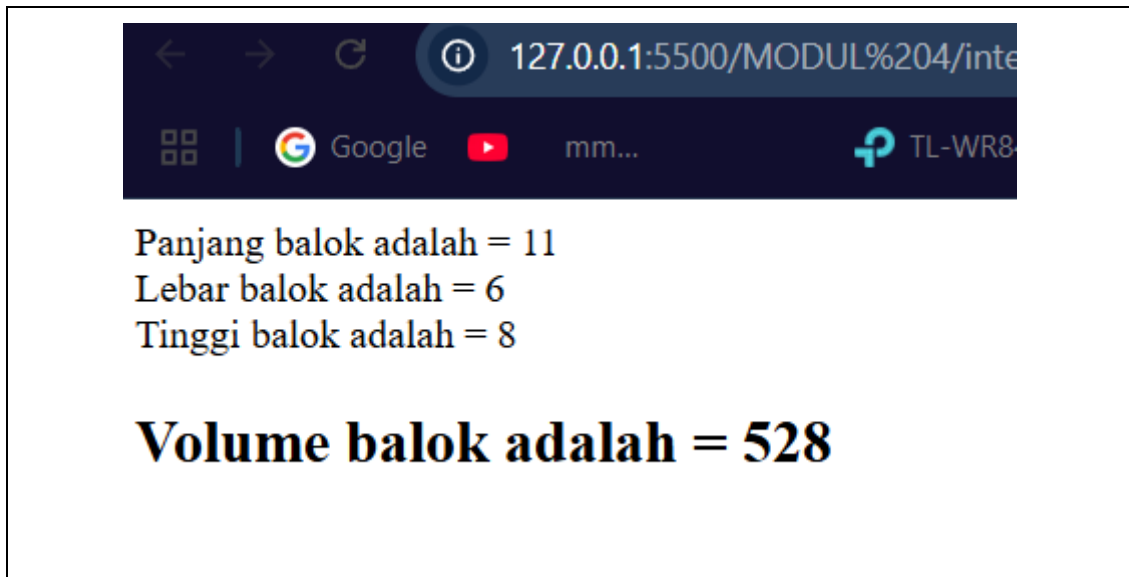 127.0.0.1:5500/MODUL%204/inte
Google mm... TL-WR84
Panjang balok adalah = 11
Lebar balok adalah = 6
Tinggi balok adalah = 8
Volume balok adalah = 528